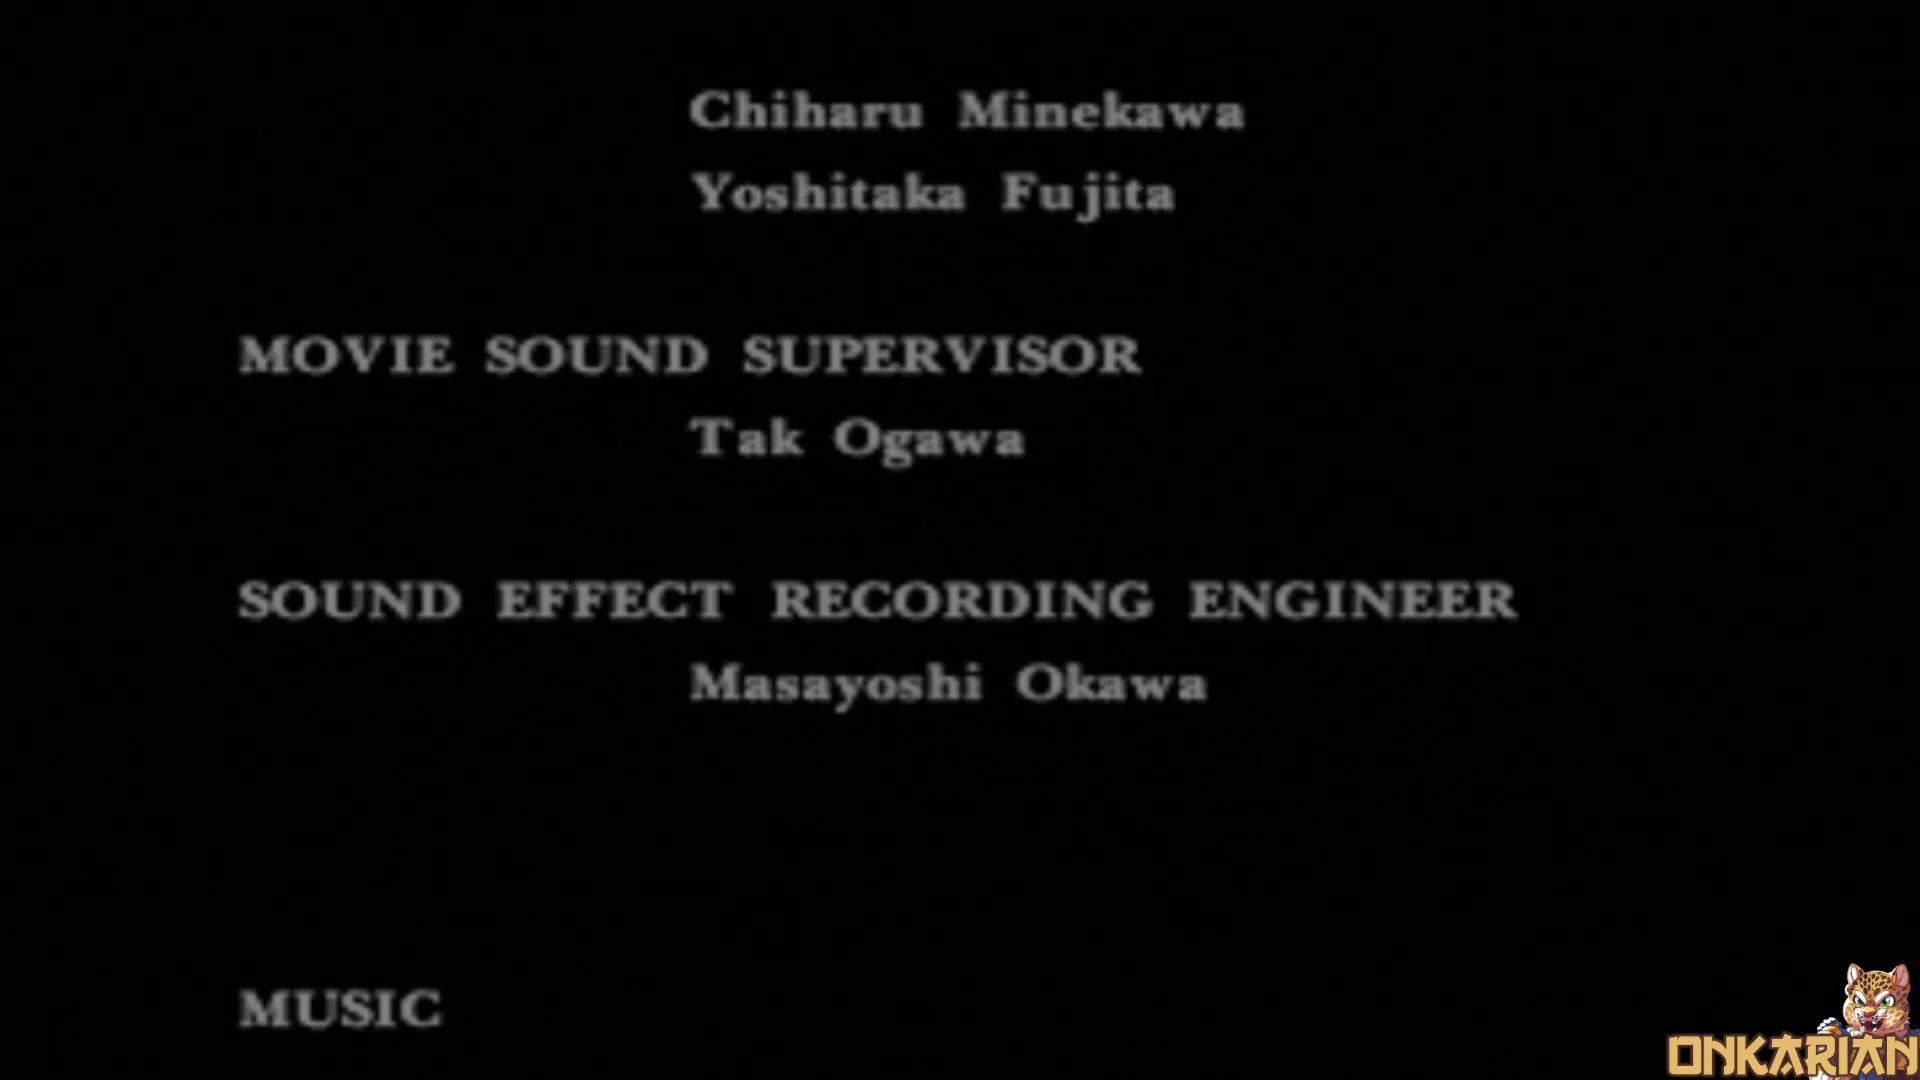 Chiharu Minekawa
Yoshitaka Fujita
MOVIE SOUND SUPERVISOR
Tak Ogawa
SOUND EFFECT RECORDING ENGINEER
Masayoshi Okawa
MUSIC
ONKARIAN